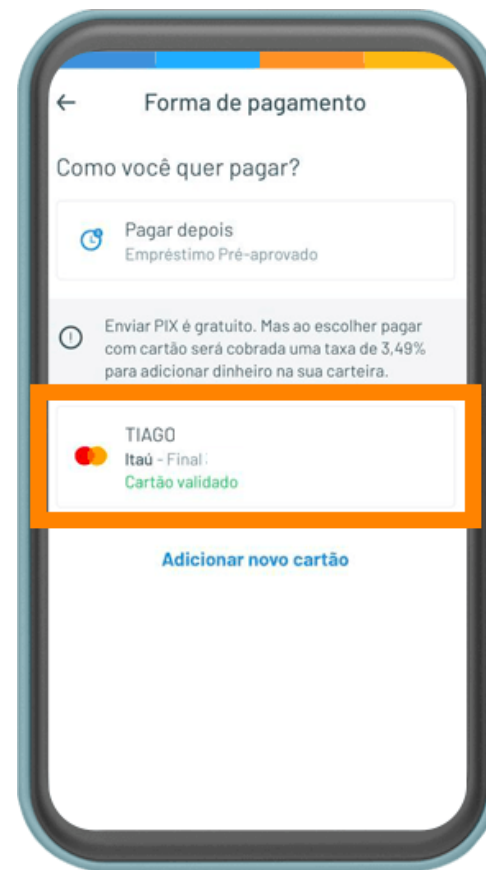 Forma de pagamento
Como você quer pagar?
Pagar depois
Empréstimo Pré-aprovado
Enviar PIX é gratuito. Mas ao escolher pagar
com cartão será cobrada uma taxa de 3,49%
para adicionar dinheiro na sua carteira.
TIAGO
Itaú - Final
Cartão validado
Adicionar novo cartão